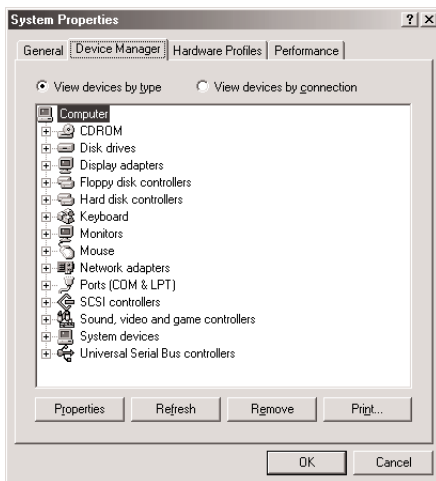 System Properties
General Device Manager Hardware Profiles Performance
View devices by type View devices by connection
Computer
CDROM
Disk drives
Display adapters
Floppy disk controllers
Hard disk controllers
Keyboard
Monitors
Mouse
Network adapters
Ports (COM & LPT)
SCSI controllers
Sound, video and game controllers
System devices
Universal Serial Bus controllers
Properties Refresh Remove Print...
OK Cancel